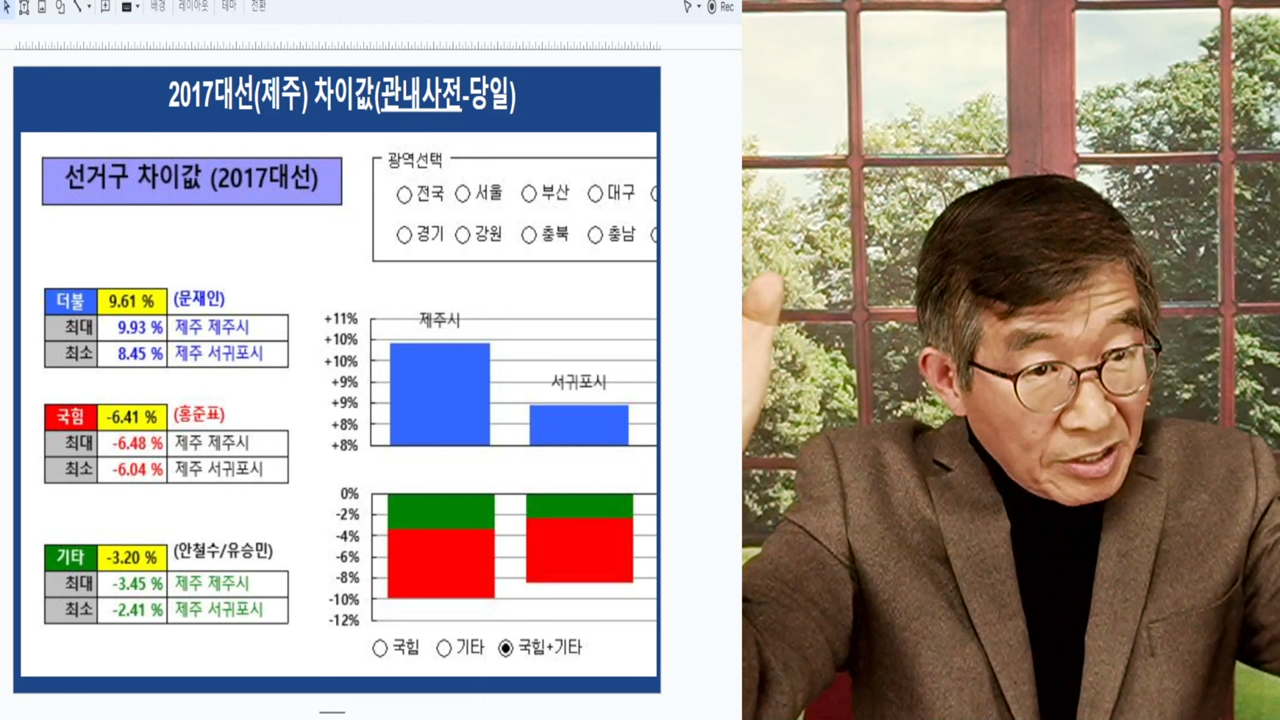 배경 레이아웃 테마 전환
Rec
2017대선(제주) 차이값(관내사전-당일)
선거구 차이값 (2017대선)
광역선택
전국 서울 부산 대구
경기 강원 충북 충남
더불 9.61 % (문재인)
최대 9.93 % 제주 제주시
최소 8.45 % 제주 서귀포시
국힘 -6.41 % (홍준표)
최대 -6.48 % 제주 제주시
최소 -6.04 % 제주 서귀포시
기타 -3.20 % (안철수/유승민)
최대 -3.45 % 제주 제주시
최소 -2.41 % 제주 서귀포시
+11%
+10%
+10%
+9%
+9%
+8%
+8%
제주시
서귀포시
0%
-2%
-4%
-6%
-8%
-10%
-12%
국힘 기타 국힘+기타